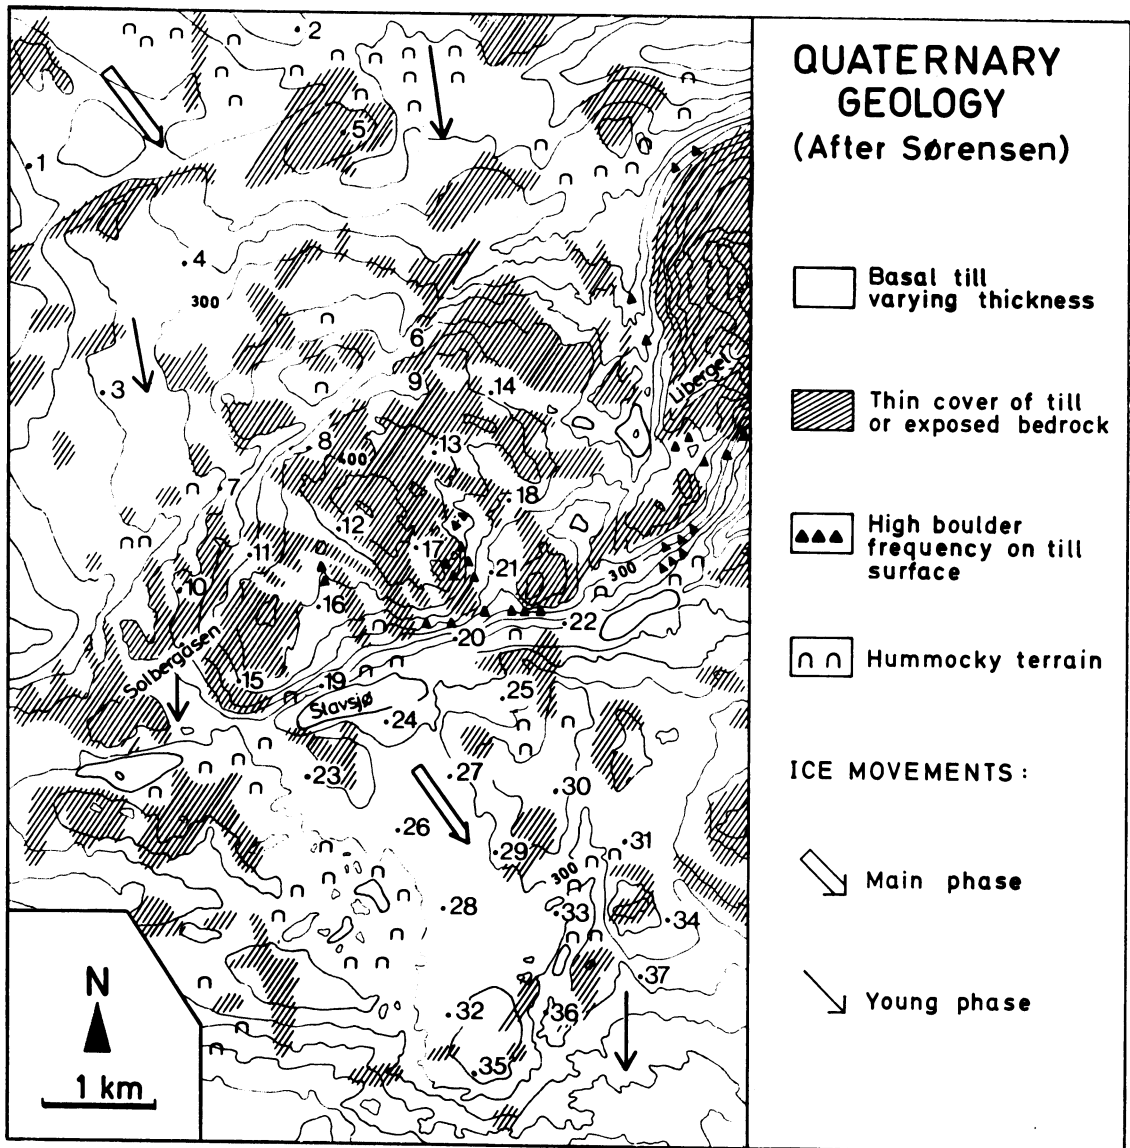 QUATERNARY
GEOLOGY
(After Sørensen)
Basal till
varying thickness
Thin cover of till
or exposed bedrock
High boulder
frequency on till
surface
Hummocky terrain
ICE MOVEMENTS:
Main phase
Young phase
2
5
1
4
300
6
3
9
14
Liberget
8
13
400
7
18
12
17
11
21
300
10
16
22
20
Solbergåsen
15
19
25
Stavsjø
24
23
27
30
26
31
29
300
28
33
34
37
N
32
36
35
1 km